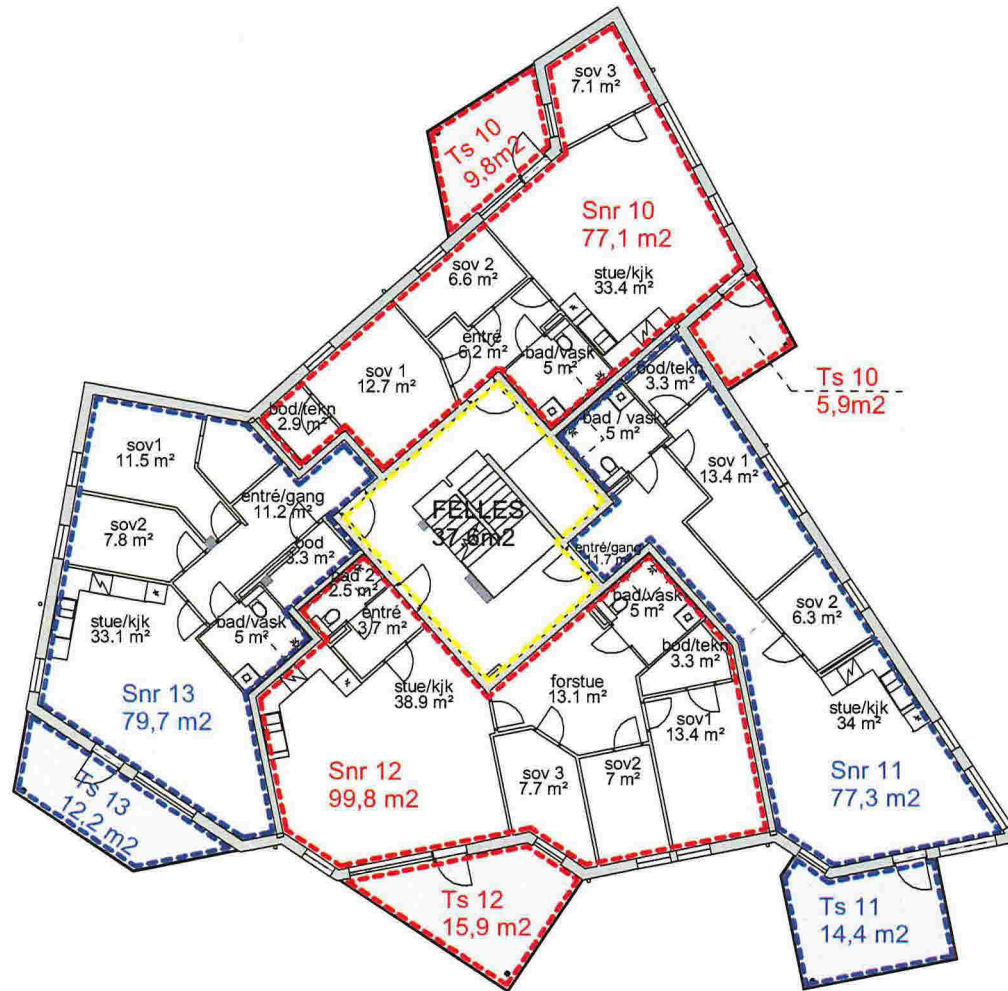 sov 3
7.1 m²
Ts 10
9,8m2
Snr 10
77,1 m2
stue/kjk
33.4 m²
sov 2
6.6 m²
entré
6.2 m²
bad/vask
5 m²
sov 1
12.7 m²
bod/tekn
2.9 m²
Ts 10
5,9m2
bod/tekn
3.3 m²
bad / vask
5 m²
sov 1
13.4 m²
sov1
11.5 m²
entré/gang
11.2 m²
sov2
7.8 m²
bod
3.3 m²
FELLES
37,6m2
entré/gang
11.7 m²
bad 2
2.5 m²
entré
3.7 m²
bad/vask
5 m²
stue/kjk
33.1 m²
bad/vask
5 m²
sov 2
6.3 m²
bod/tekn
3.3 m²
stue/kjk
38.9 m²
forstue
13.1 m²
sov1
13.4 m²
stue/kjk
34 m²
Snr 13
79,7 m2
Snr 12
99,8 m2
sov 3
7.7 m²
sov2
7 m²
Snr 11
77,3 m2
Ts 13
12,2 m2
Ts 12
15,9 m2
Ts 11
14,4 m2